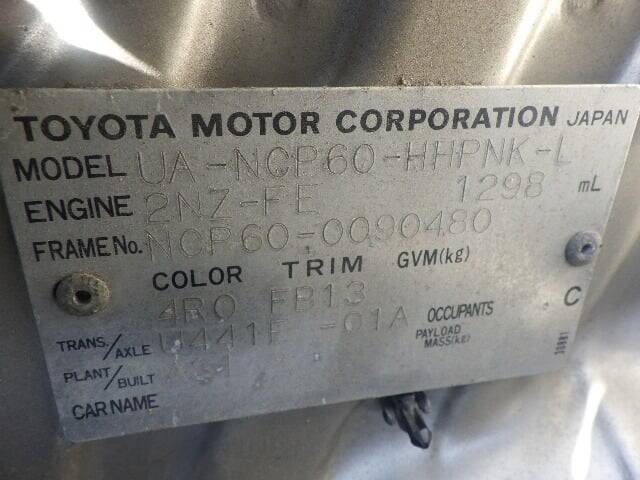 TOYOTA MOTOR CORPORATION JAPAN
MODEL UA-NCP60-HHPNK-L
ENGINE 2NZ-FE 1298 mL
FRAME No. NCP60-0090480
COLOR TRIM GVM(kg)
4R0 FB13
TRANS./AXLE U441F -01A OCCUPANTS C
PLANT/BUILT A31 PAYLOAD MASS(kg)
CAR NAME